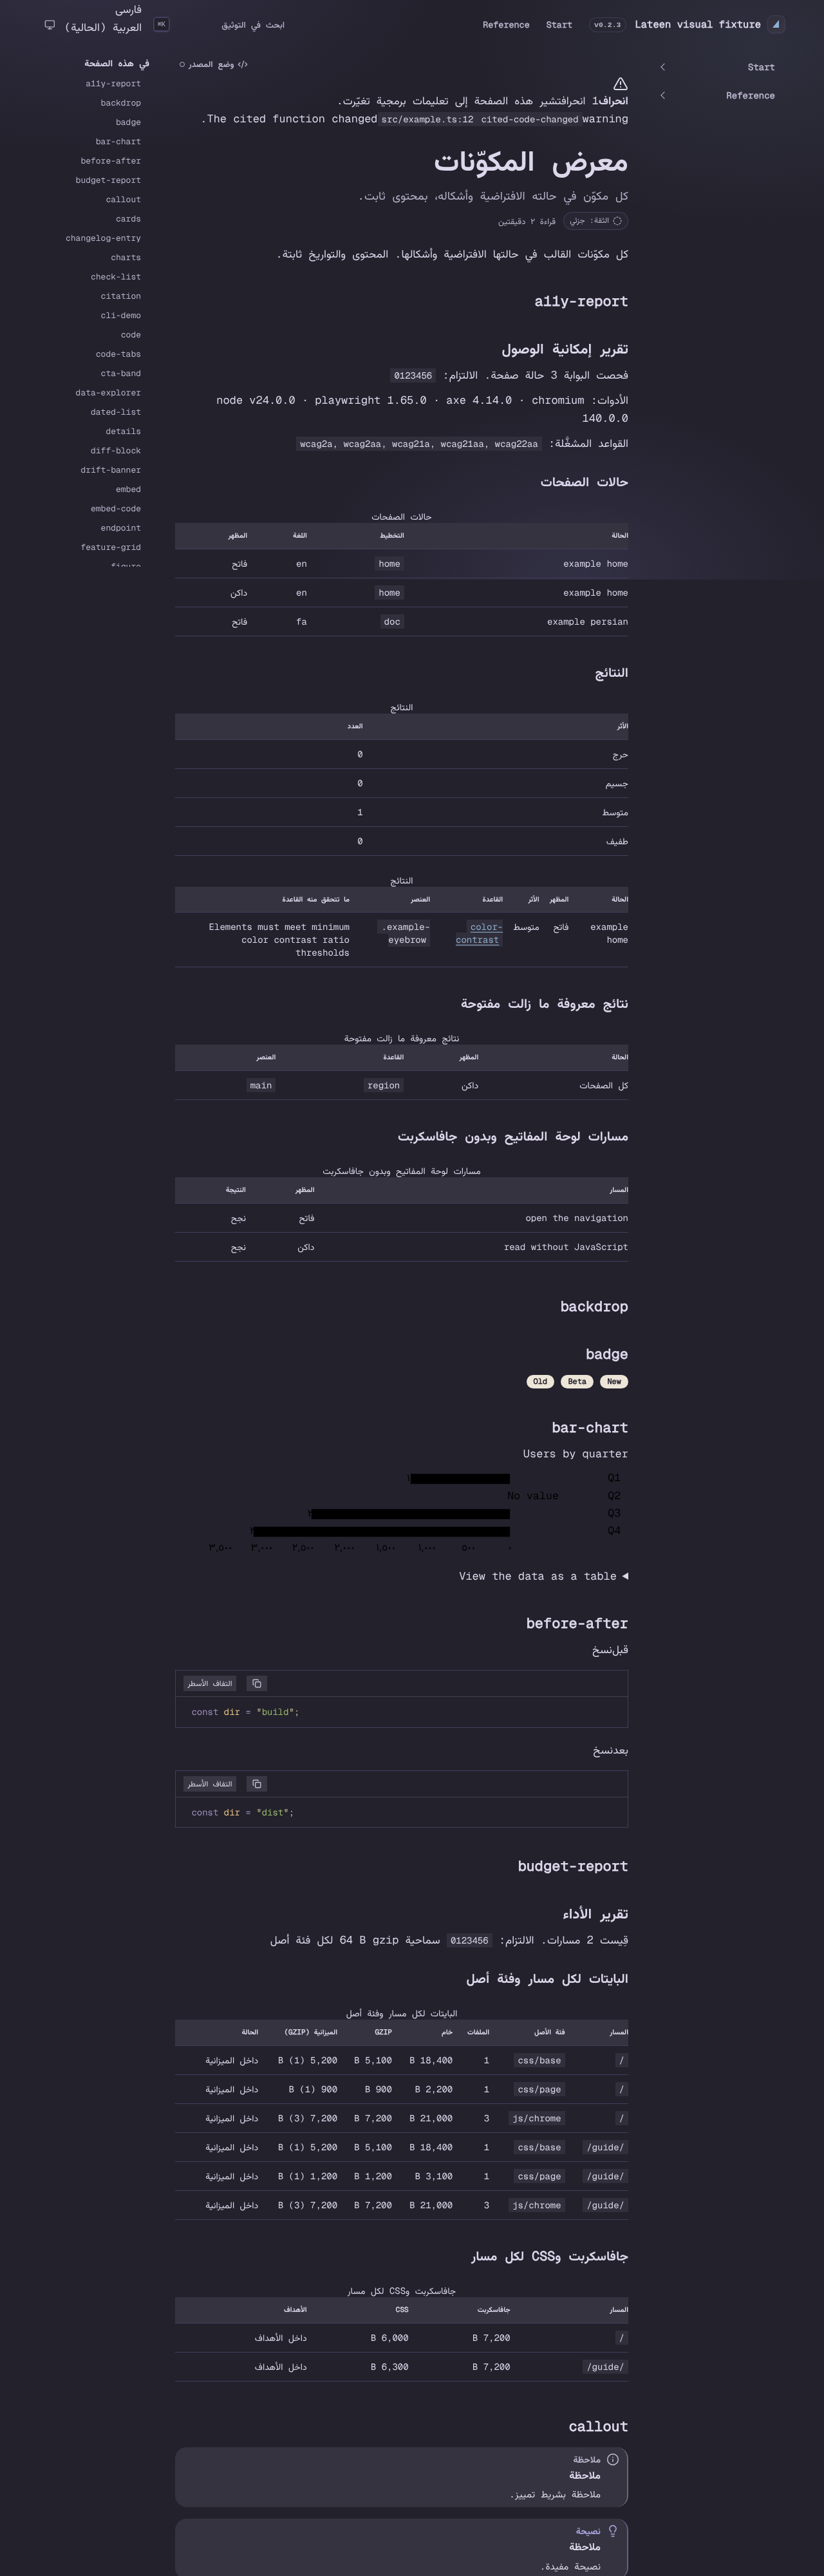 Lateen visual fixture
v0.2.3
Start
Reference
ابحث في التوثيق
⌘K
فارسی
العربية (الحالية)
Start
Reference
</> وضع المصدر
في هذه الصفحة
a11y-report
backdrop
badge
bar-chart
before-after
budget-report
callout
cards
changelog-entry
charts
check-list
citation
cli-demo
code
code-tabs
cta-band
data-explorer
dated-list
details
diff-block
drift-banner
embed
embed-code
endpoint
feature-grid
انحراف1 انحرافتشير هذه الصفحة إلى تعليمات برمجية تغيّرت.
warning cited-code-changed src/example.ts:12 The cited function changed.
معرض المكوّنات
كل مكوّن في حالته الافتراضية وأشكاله، بمحتوى ثابت.
الثقة: جزئي
قراءة ٢ دقيقتين
كل مكوّنات القالب في حالتها الافتراضية وأشكالها. المحتوى والتواريخ ثابتة.
a11y-report
تقرير إمكانية الوصول
فحصت البوابة 3 حالة صفحة. الالتزام: 0123456
الأدوات: node v24.0.0 · playwright 1.65.0 · axe 4.14.0 · chromium
140.0.0
القواعد المشغَّلة: wcag2a, wcag2aa, wcag21a, wcag21aa, wcag22aa
حالات الصفحات
حالات الصفحات
الحالة التخطيط اللغة المظهر
example home home en فاتح
example home home en داكن
example persian doc fa فاتح
النتائج
النتائج
الأثر العدد
حرج 0
جسيم 0
متوسط 1
طفيف 0
النتائج
الحالة المظهر الأثر القاعدة العنصر ما تتحقق منه القاعدة
example home فاتح متوسط color-contrast .example-eyebrow Elements must meet minimum color contrast ratio thresholds
نتائج معروفة ما زالت مفتوحة
نتائج معروفة ما زالت مفتوحة
الحالة المظهر القاعدة العنصر
كل الصفحات داكن region main
مسارات لوحة المفاتيح وبدون جافاسكربت
مسارات لوحة المفاتيح وبدون جافاسكربت
المسار المظهر النتيجة
open the navigation فاتح نجح
read without JavaScript داكن نجح
backdrop
badge
New Beta Old
bar-chart
Users by quarter
Q1
Q2 No value
Q3
Q4
٠ ٥٠٠ ١,٠٠٠ ١,٥٠٠ ٢,٠٠٠ ٢,٥٠٠ ٣,٠٠٠ ٣,٥٠٠
View the data as a table
before-after
قبلنسخ
التفاف الأسطر
const dir = "build";
بعدنسخ
التفاف الأسطر
const dir = "dist";
budget-report
تقرير الأداء
قِيست 2 مسارات. الالتزام: 0123456 سماحية 64 B gzip لكل فئة أصل
البايتات لكل مسار وفئة أصل
البايتات لكل مسار وفئة أصل
المسار فئة الأصل الملفات خام GZIP الميزانية (GZIP) الحالة
/ css/base 1 18,400 B 5,100 B 5,200 B (1) داخل الميزانية
/ css/page 1 2,200 B 900 B 900 B (1) داخل الميزانية
/ js/chrome 3 21,000 B 7,200 B 7,200 B (3) داخل الميزانية
/guide/ css/base 1 18,400 B 5,100 B 5,200 B (1) داخل الميزانية
/guide/ css/page 1 3,100 B 1,200 B 1,200 B (1) داخل الميزانية
/guide/ js/chrome 3 21,000 B 7,200 B 7,200 B (3) داخل الميزانية
جافاسكربت وCSS لكل مسار
جافاسكربت وCSS لكل مسار
المسار جافاسكربت CSS الأهداف
/ 7,200 B 6,000 B داخل الأهداف
/guide/ 7,200 B 6,300 B داخل الأهداف
callout
ملاحظة
ملاحظة
ملاحظة بشريط تمييز.
نصيحة
ملاحظة
نصيحة مفيدة.